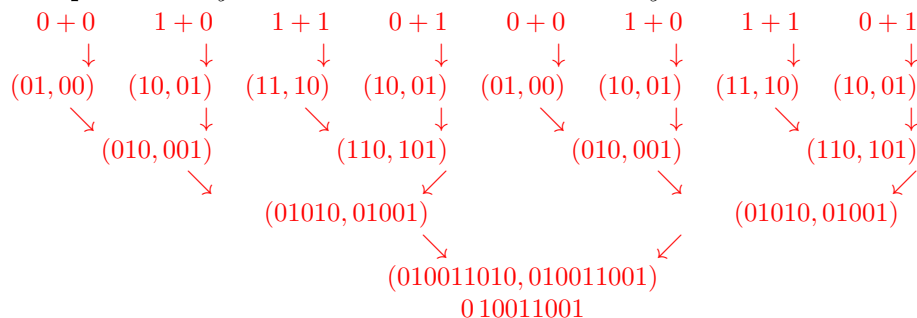 0 + 0 1 + 0 1 + 1 0 + 1 0 + 0 1 + 0 1 + 1 0 + 1
(01, 00) (10, 01) (11, 10) (10, 01) (01, 00) (10, 01) (11, 10) (10, 01)
(010, 001) (110, 101) (010, 001) (110, 101)
(01010, 01001) (01010, 01001)
(010011010, 010011001)
0 10011001